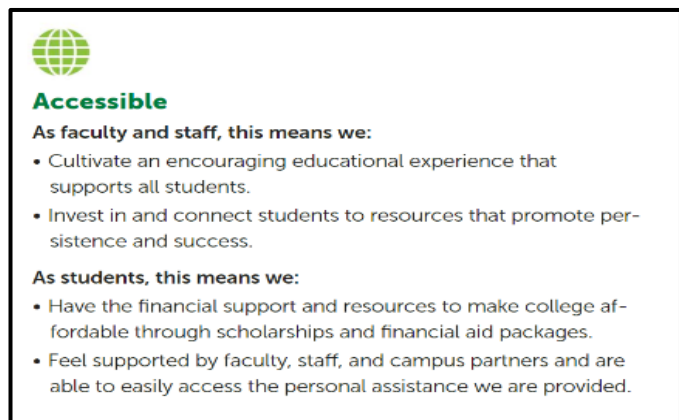 Accessible
As faculty and staff, this means we:
• Cultivate an encouraging educational experience that
supports all students.
• Invest in and connect students to resources that promote per-
sistence and success.
As students, this means we:
• Have the financial support and resources to make college af-
fordable through scholarships and financial aid packages.
• Feel supported by faculty, staff, and campus partners and are
able to easily access the personal assistance we are provided.